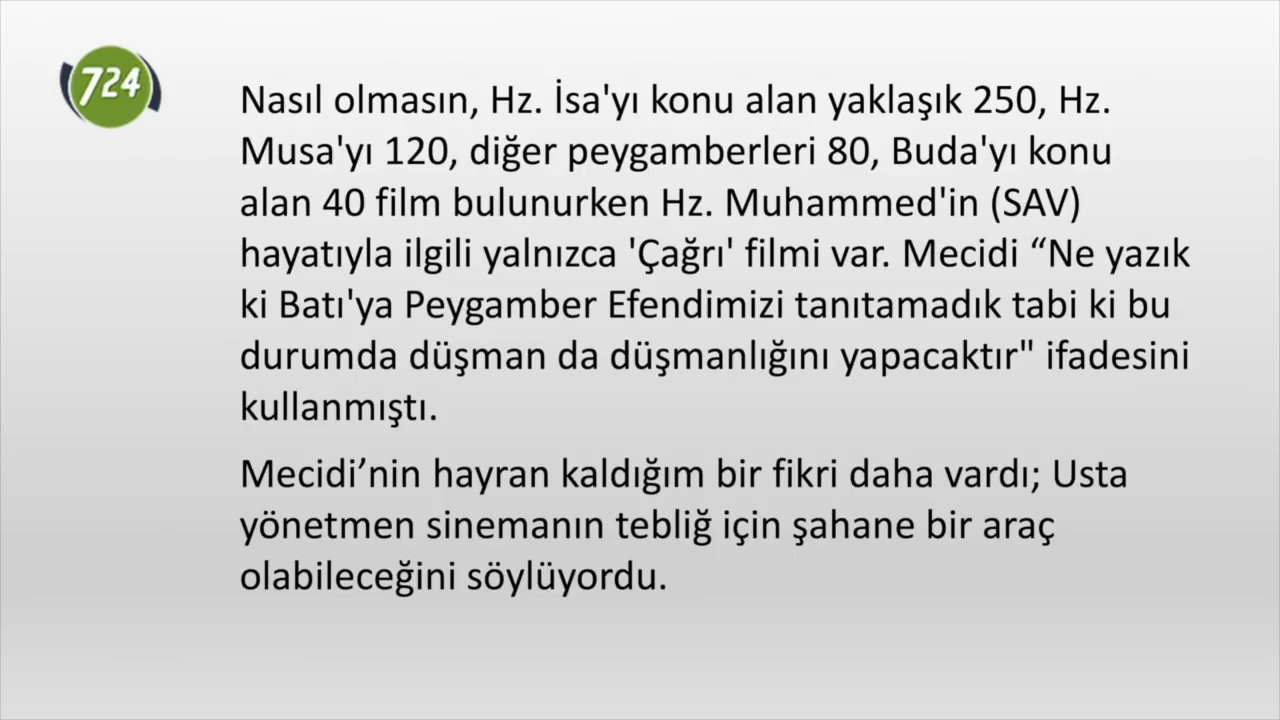 724
Nasıl olmasın, Hz. İsa'yı konu alan yaklaşık 250, Hz.
Musa'yı 120, diğer peygamberleri 80, Buda'yı konu
alan 40 film bulunurken Hz. Muhammed'in (SAV)
hayatıyla ilgili yalnızca 'Çağrı' filmi var. Mecidi “Ne yazık
ki Batı'ya Peygamber Efendimizi tanıtamadık tabi ki bu
durumda düşman da düşmanlığını yapacaktır" ifadesini
kullanmıştı.
Mecidi’nin hayran kaldığım bir fikri daha vardı; Usta
yönetmen sinemanın tebliğ için şahane bir araç
olabileceğini söylüyordu.